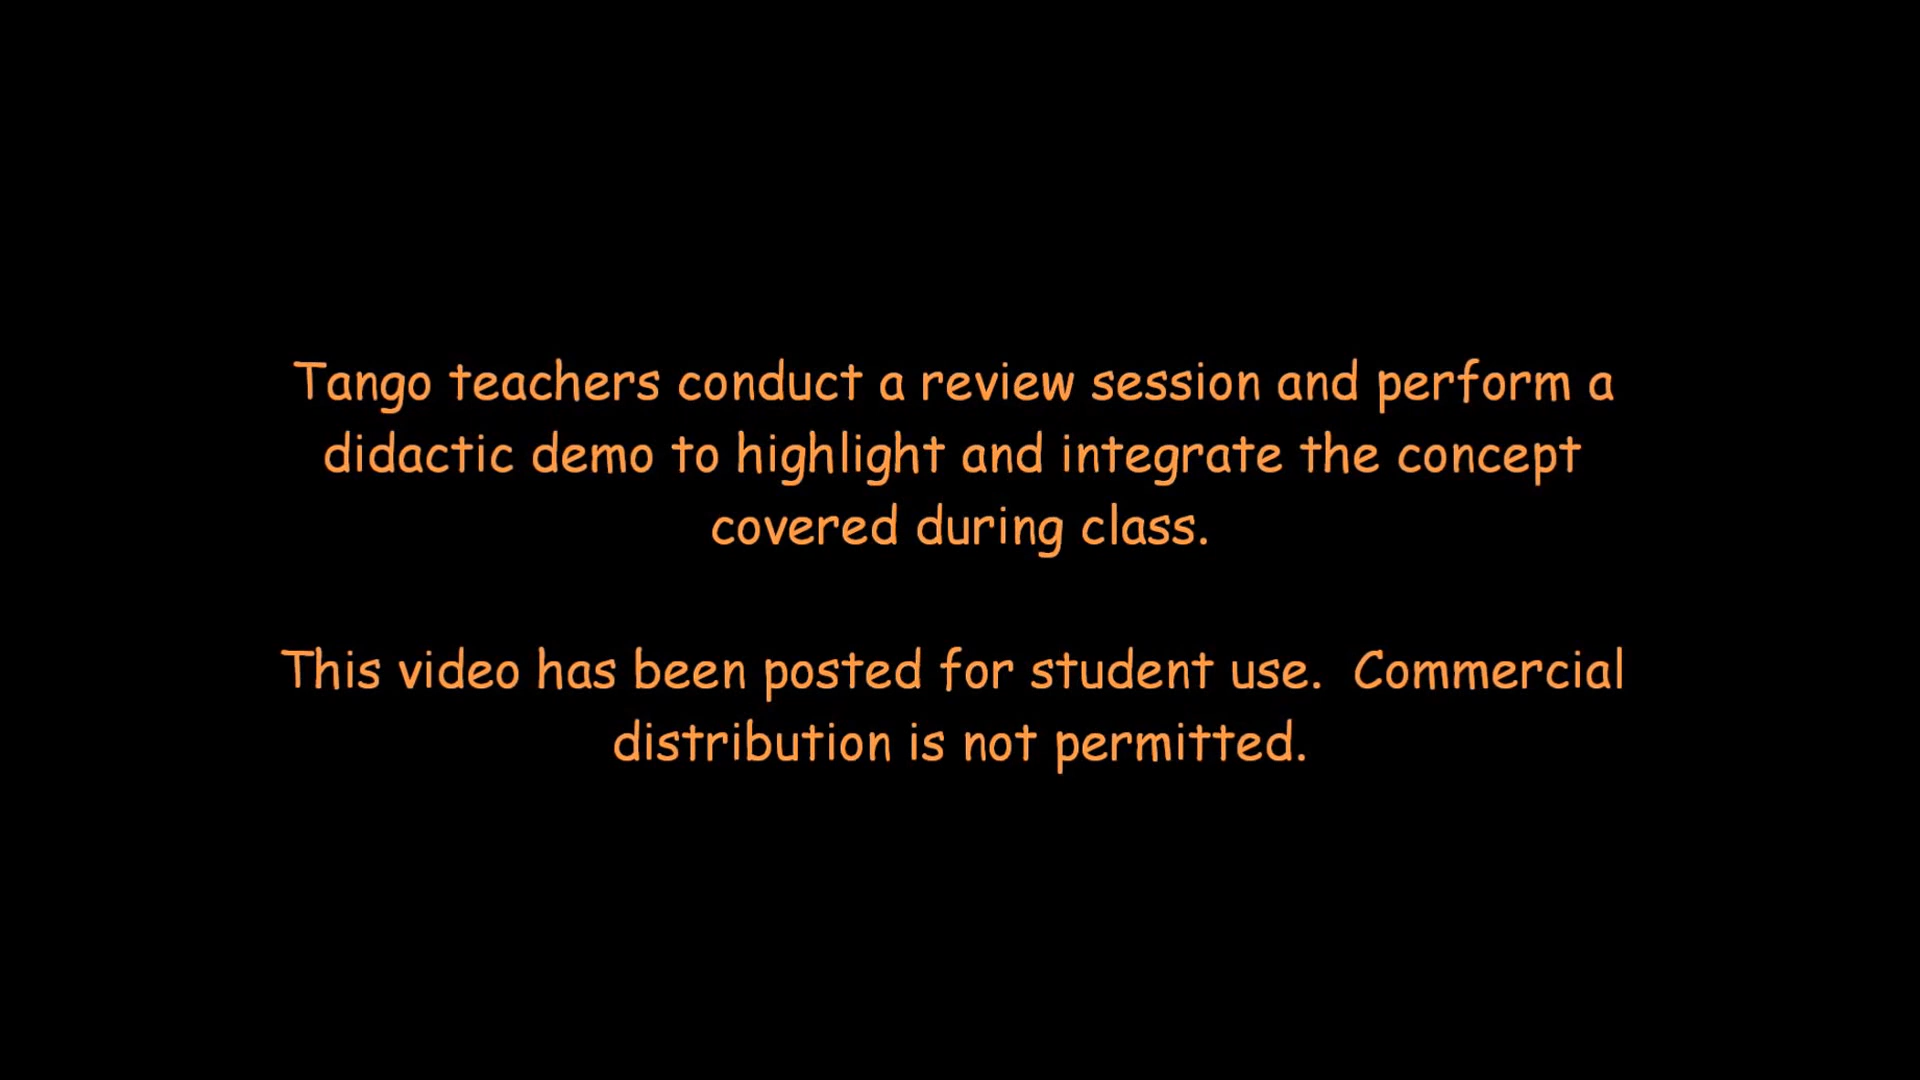 Tango teachers conduct a review session and perform a
didactic demo to highlight and integrate the concept
covered during class.
This video has been posted for student use.  Commercial
distribution is not permitted.